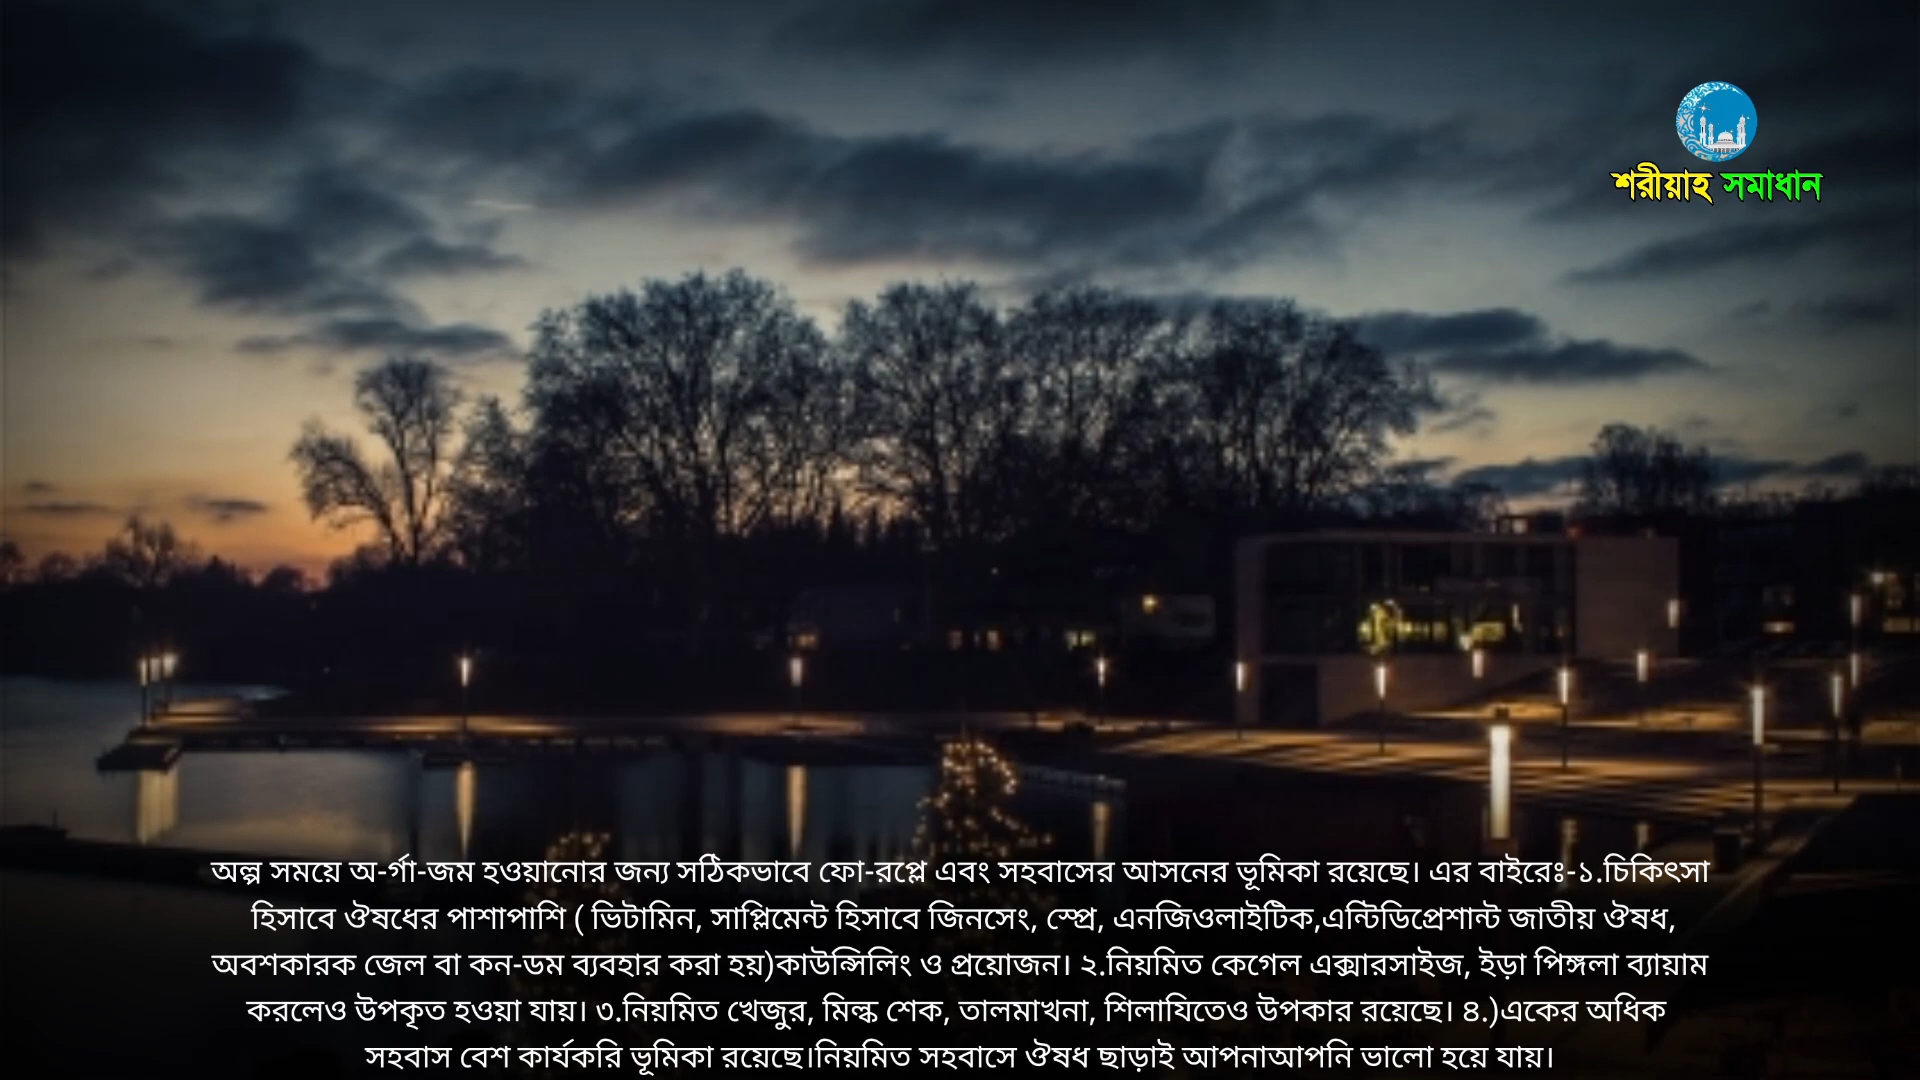 শরীয়াহ সমাধান
অল্প সময়ে অ-র্গা-জম হওয়ানোর জন্য সঠিকভাবে ফো-রপ্লে এবং সহবাসের আসনের ভূমিকা রয়েছে। এর বাইরেঃ-১.চিকিৎসা
হিসাবে ঔষধের পাশাপাশি ( ভিটামিন, সাপ্লিমেন্ট হিসাবে জিনসেং, স্প্রে, এনজিওলাইটিক,এন্টিডিপ্রেশান্ট জাতীয় ঔষধ,
অবশকারক জেল বা কন-ডম ব্যবহার করা হয়)কাউন্সিলিং ও প্রয়োজন। ২.নিয়মিত কেগেল এক্সারসাইজ, ইড়া পিঙ্গলা ব্যায়াম
করলেও উপকৃত হওয়া যায়। ৩.নিয়মিত খেজুর, মিল্ক শেক, তালমাখনা, শিলাযিতেও উপকার রয়েছে। ৪.)একের অধিক
সহবাস বেশ কার্যকরি ভূমিকা রয়েছে।নিয়মিত সহবাসে ঔষধ ছাড়াই আপনাআপনি ভালো হয়ে যায়।